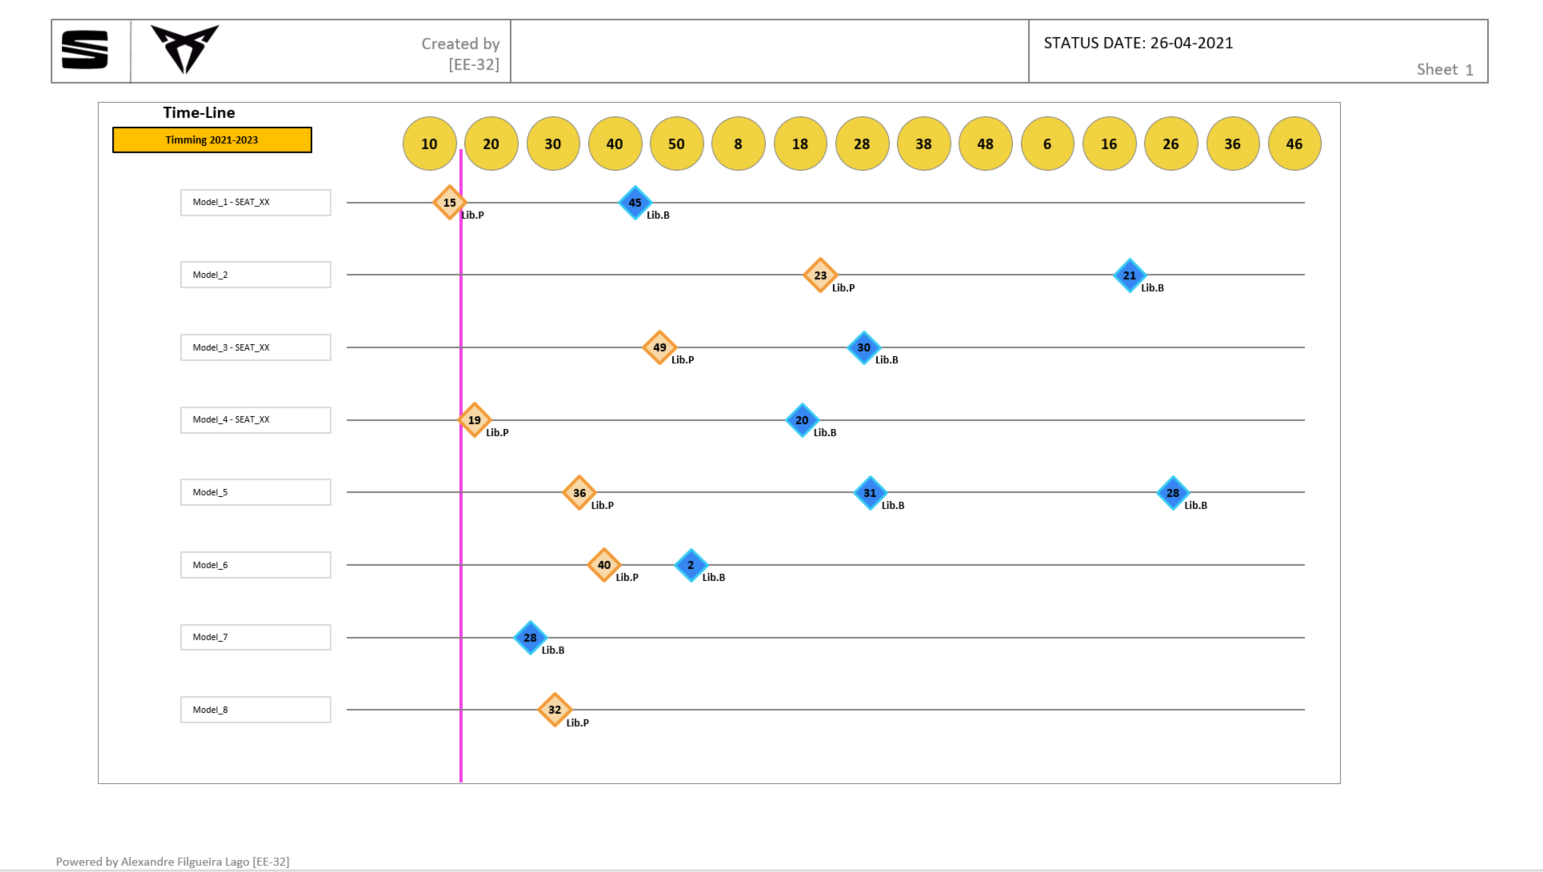 Created by
[EE-32]
STATUS DATE: 26-04-2021
Sheet 1
Time-Line
Timming 2021-2023
10 20 30 40 50 8 18 28 38 48 6 16 26 36 46
Model_1 - SEAT_XX
15
Lib.P
45
Lib.B
Model_2
23
Lib.P
21
Lib.B
Model_3 - SEAT_XX
49
Lib.P
30
Lib.B
Model_4 - SEAT_XX
19
Lib.P
20
Lib.B
Model_5
36
Lib.P
31
Lib.B
28
Lib.B
Model_6
40
Lib.P
2
Lib.B
Model_7
28
Lib.B
Model_8
32
Lib.P
Powered by Alexandre Filgueira Lago [EE-32]